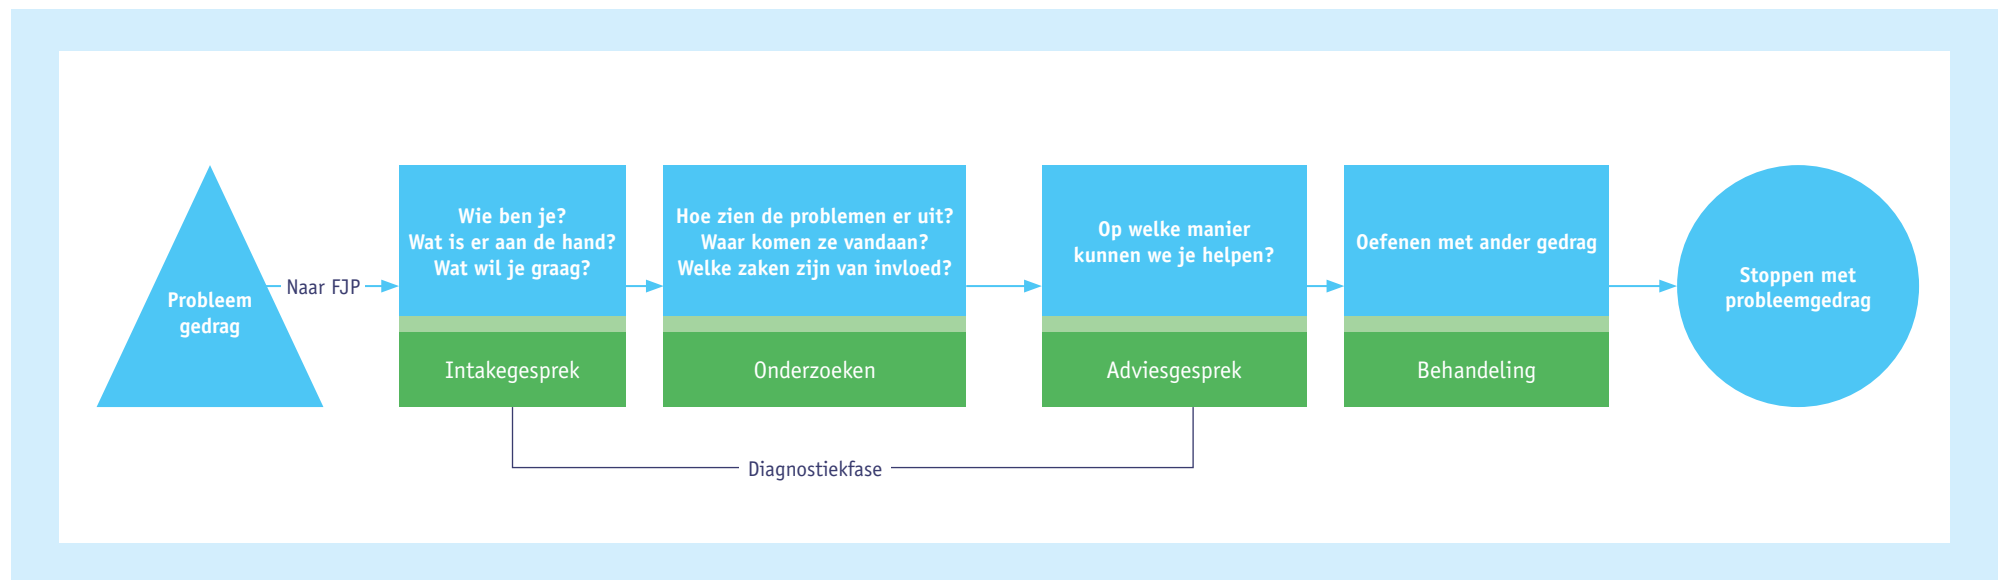 Probleem
gedrag
Naar FJP
Wie ben je?
Wat is er aan de hand?
Wat wil je graag?
Intakegesprek
Hoe zien de problemen er uit?
Waar komen ze vandaan?
Welke zaken zijn van invloed?
Onderzoeken
Op welke manier
kunnen we je helpen?
Adviesgesprek
Oefenen met ander gedrag
Behandeling
Stoppen met
probleemgedrag
Diagnostiekfase